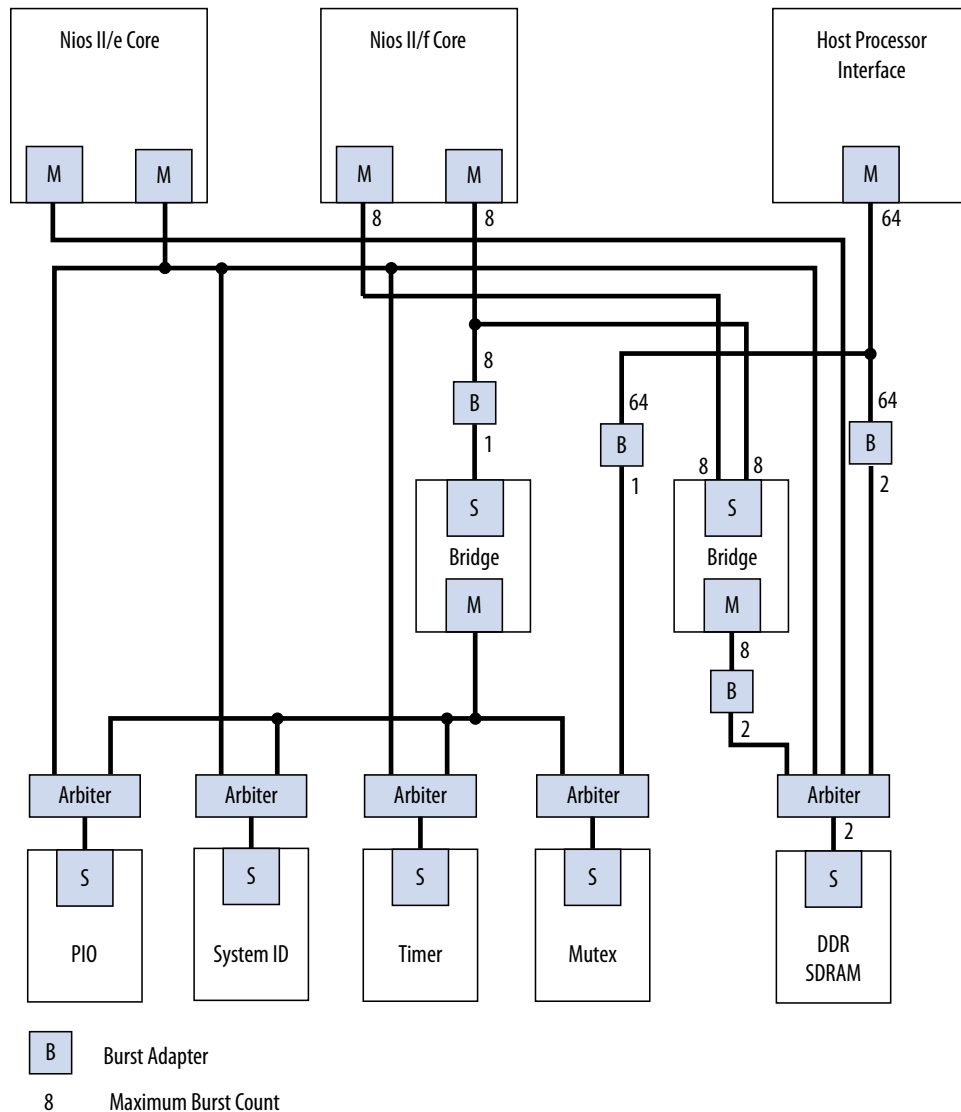 Nios II/e Core
Nios II/f Core
Host Processor
Interface
M
M
M
M
M
8
8
64
8
64
64
B
B
B
1
1
2
8
8
S
S
Bridge
Bridge
M
M
8
B
2
Arbiter
Arbiter
Arbiter
Arbiter
Arbiter
2
S
S
S
S
S
PIO
System ID
Timer
Mutex
DDR
SDRAM
B
Burst Adapter
8
Maximum Burst Count